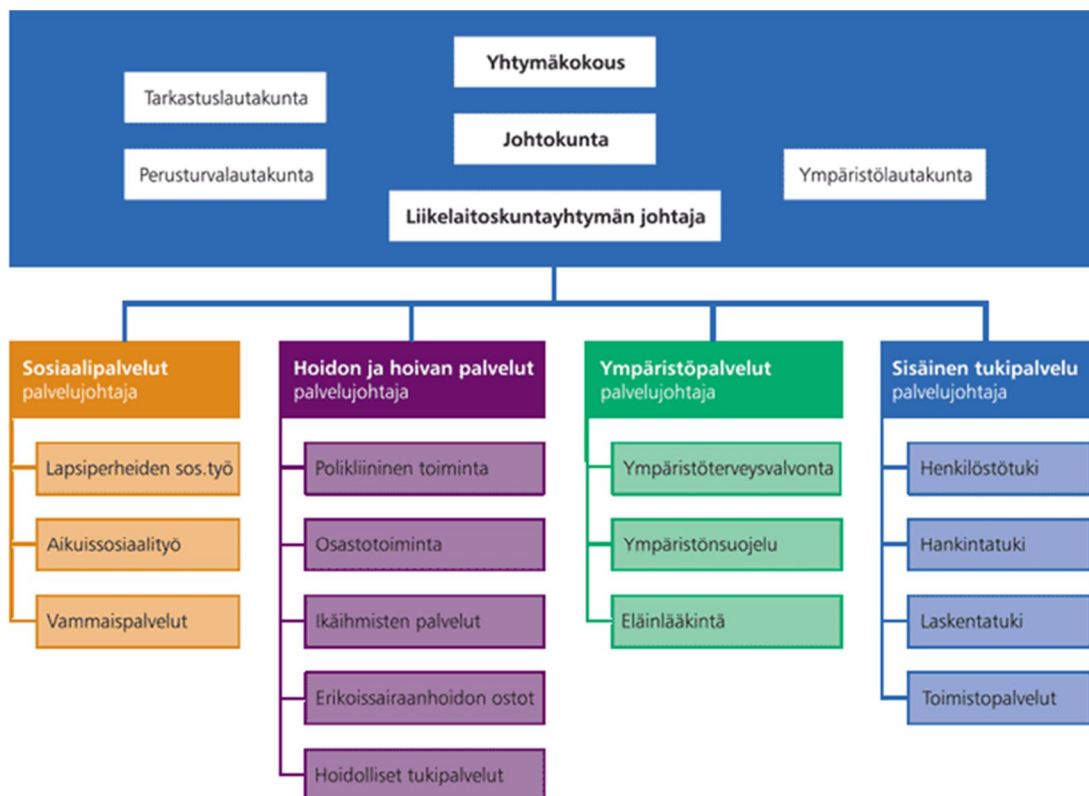 Yhtymäkokous
Tarkastuslautakunta
Johtokunta
Perusturvalautakunta
Ympäristölautakunta
Liikelaitoskuntayhtymän johtaja
Sosiaalipalvelut
palvelujohtaja
Lapsiperheiden sos.työ
Aikuissosiaalityö
Vammaispalvelut
Hoidon ja hoivan palvelut
palvelujohtaja
Polikliininen toiminta
Osastotoiminta
Ikäihmisten palvelut
Erikoissairaanhoidon ostot
Hoidolliset tukipalvelut
Ympäristöpalvelut
palvelujohtaja
Ympäristöterveysvalvonta
Ympäristönsuojelu
Eläinlääkintä
Sisäinen tukipalvelu
palvelujohtaja
Henkilöstötuki
Hankintatuki
Laskentatuki
Toimistopalvelut